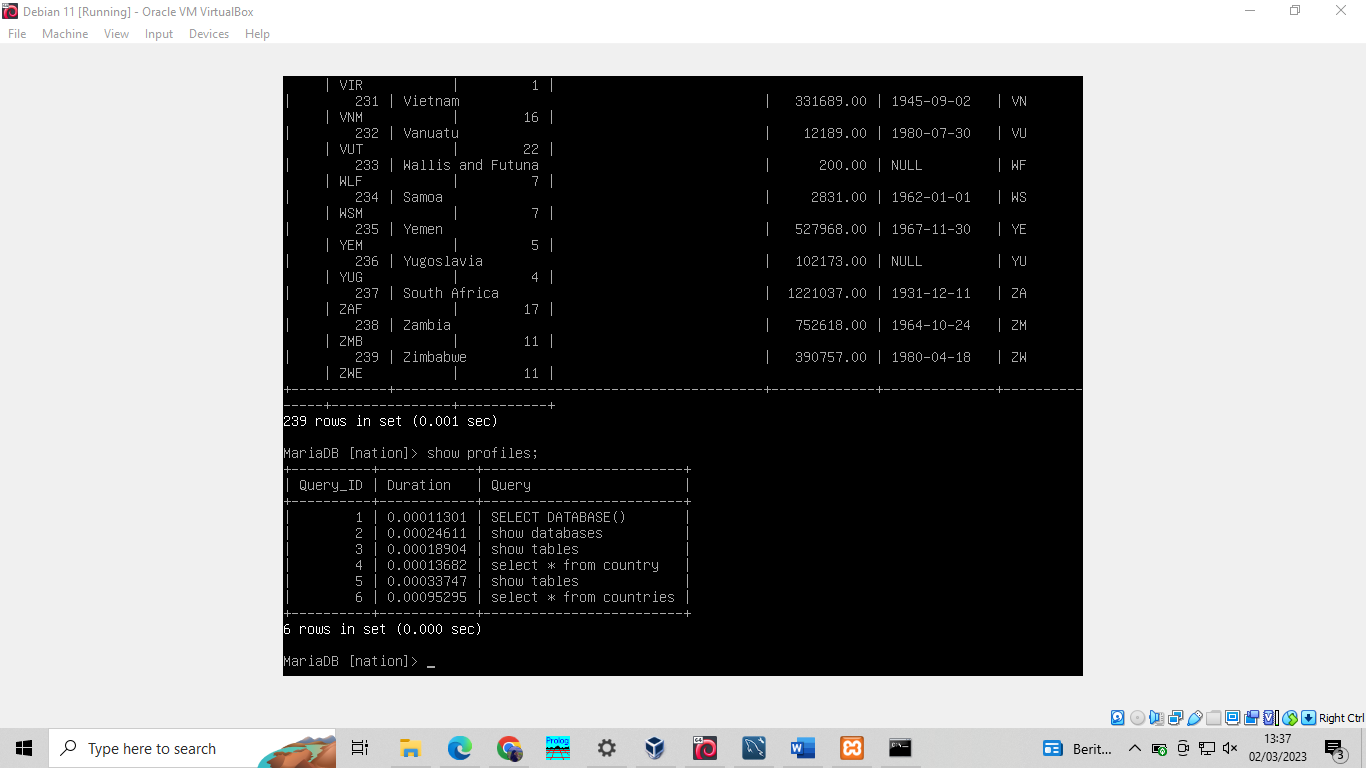 Debian 11 [Running] - Oracle VM VirtualBox
File Machine View Input Devices Help
| VIR | 1 |
| 231 | Vietnam | 331689.00 | 1945-09-02 | VN
| VNM | 16 |
| 232 | Vanuatu | 12189.00 | 1980-07-30 | VU
| VUT | 22 |
| 233 | Wallis and Futuna | 200.00 | NULL | WF
| WLF | 7 |
| 234 | Samoa | 2831.00 | 1962-01-01 | WS
| WSM | 7 |
| 235 | Yemen | 527968.00 | 1967-11-30 | YE
| YEM | 5 |
| 236 | Yugoslavia | 102173.00 | NULL | YU
| YUG | 4 |
| 237 | South Africa | 1221037.00 | 1931-12-11 | ZA
| ZAF | 17 |
| 238 | Zambia | 752618.00 | 1964-10-24 | ZM
| ZMB | 11 |
| 239 | Zimbabwe | 390757.00 | 1980-04-18 | ZW
| ZWE | 11 |
239 rows in set (0.001 sec)
MariaDB [nation]> show profiles;
| Query_ID | Duration | Query |
| 1 | 0.00011301 | SELECT DATABASE() |
| 2 | 0.00024611 | show databases |
| 3 | 0.00018904 | show tables |
| 4 | 0.00013682 | select * from country |
| 5 | 0.00033747 | show tables |
| 6 | 0.00095295 | select * from countries |
6 rows in set (0.000 sec)
MariaDB [nation]> _
Right Ctrl
Type here to search
Prolog
Berit...
13:37
02/03/2023
3